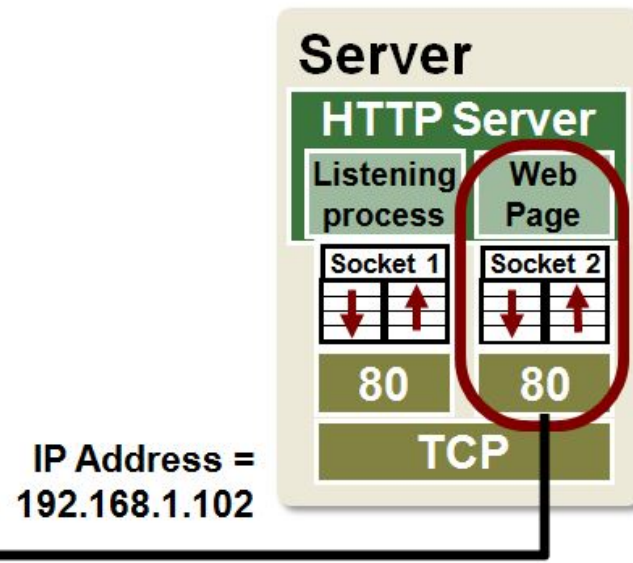 Server
HTTP Server
Listening
process
Web
Page
Socket 1
Socket 2
80
80
TCP
IP Address =
192.168.1.102